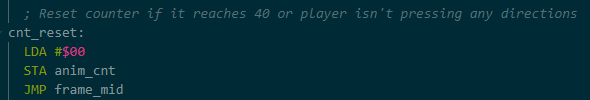 ; Reset counter if it reaches 40 or player isn't pressing any directions
cnt_reset:
LDA #$00
STA anim_cnt
JMP frame_mid